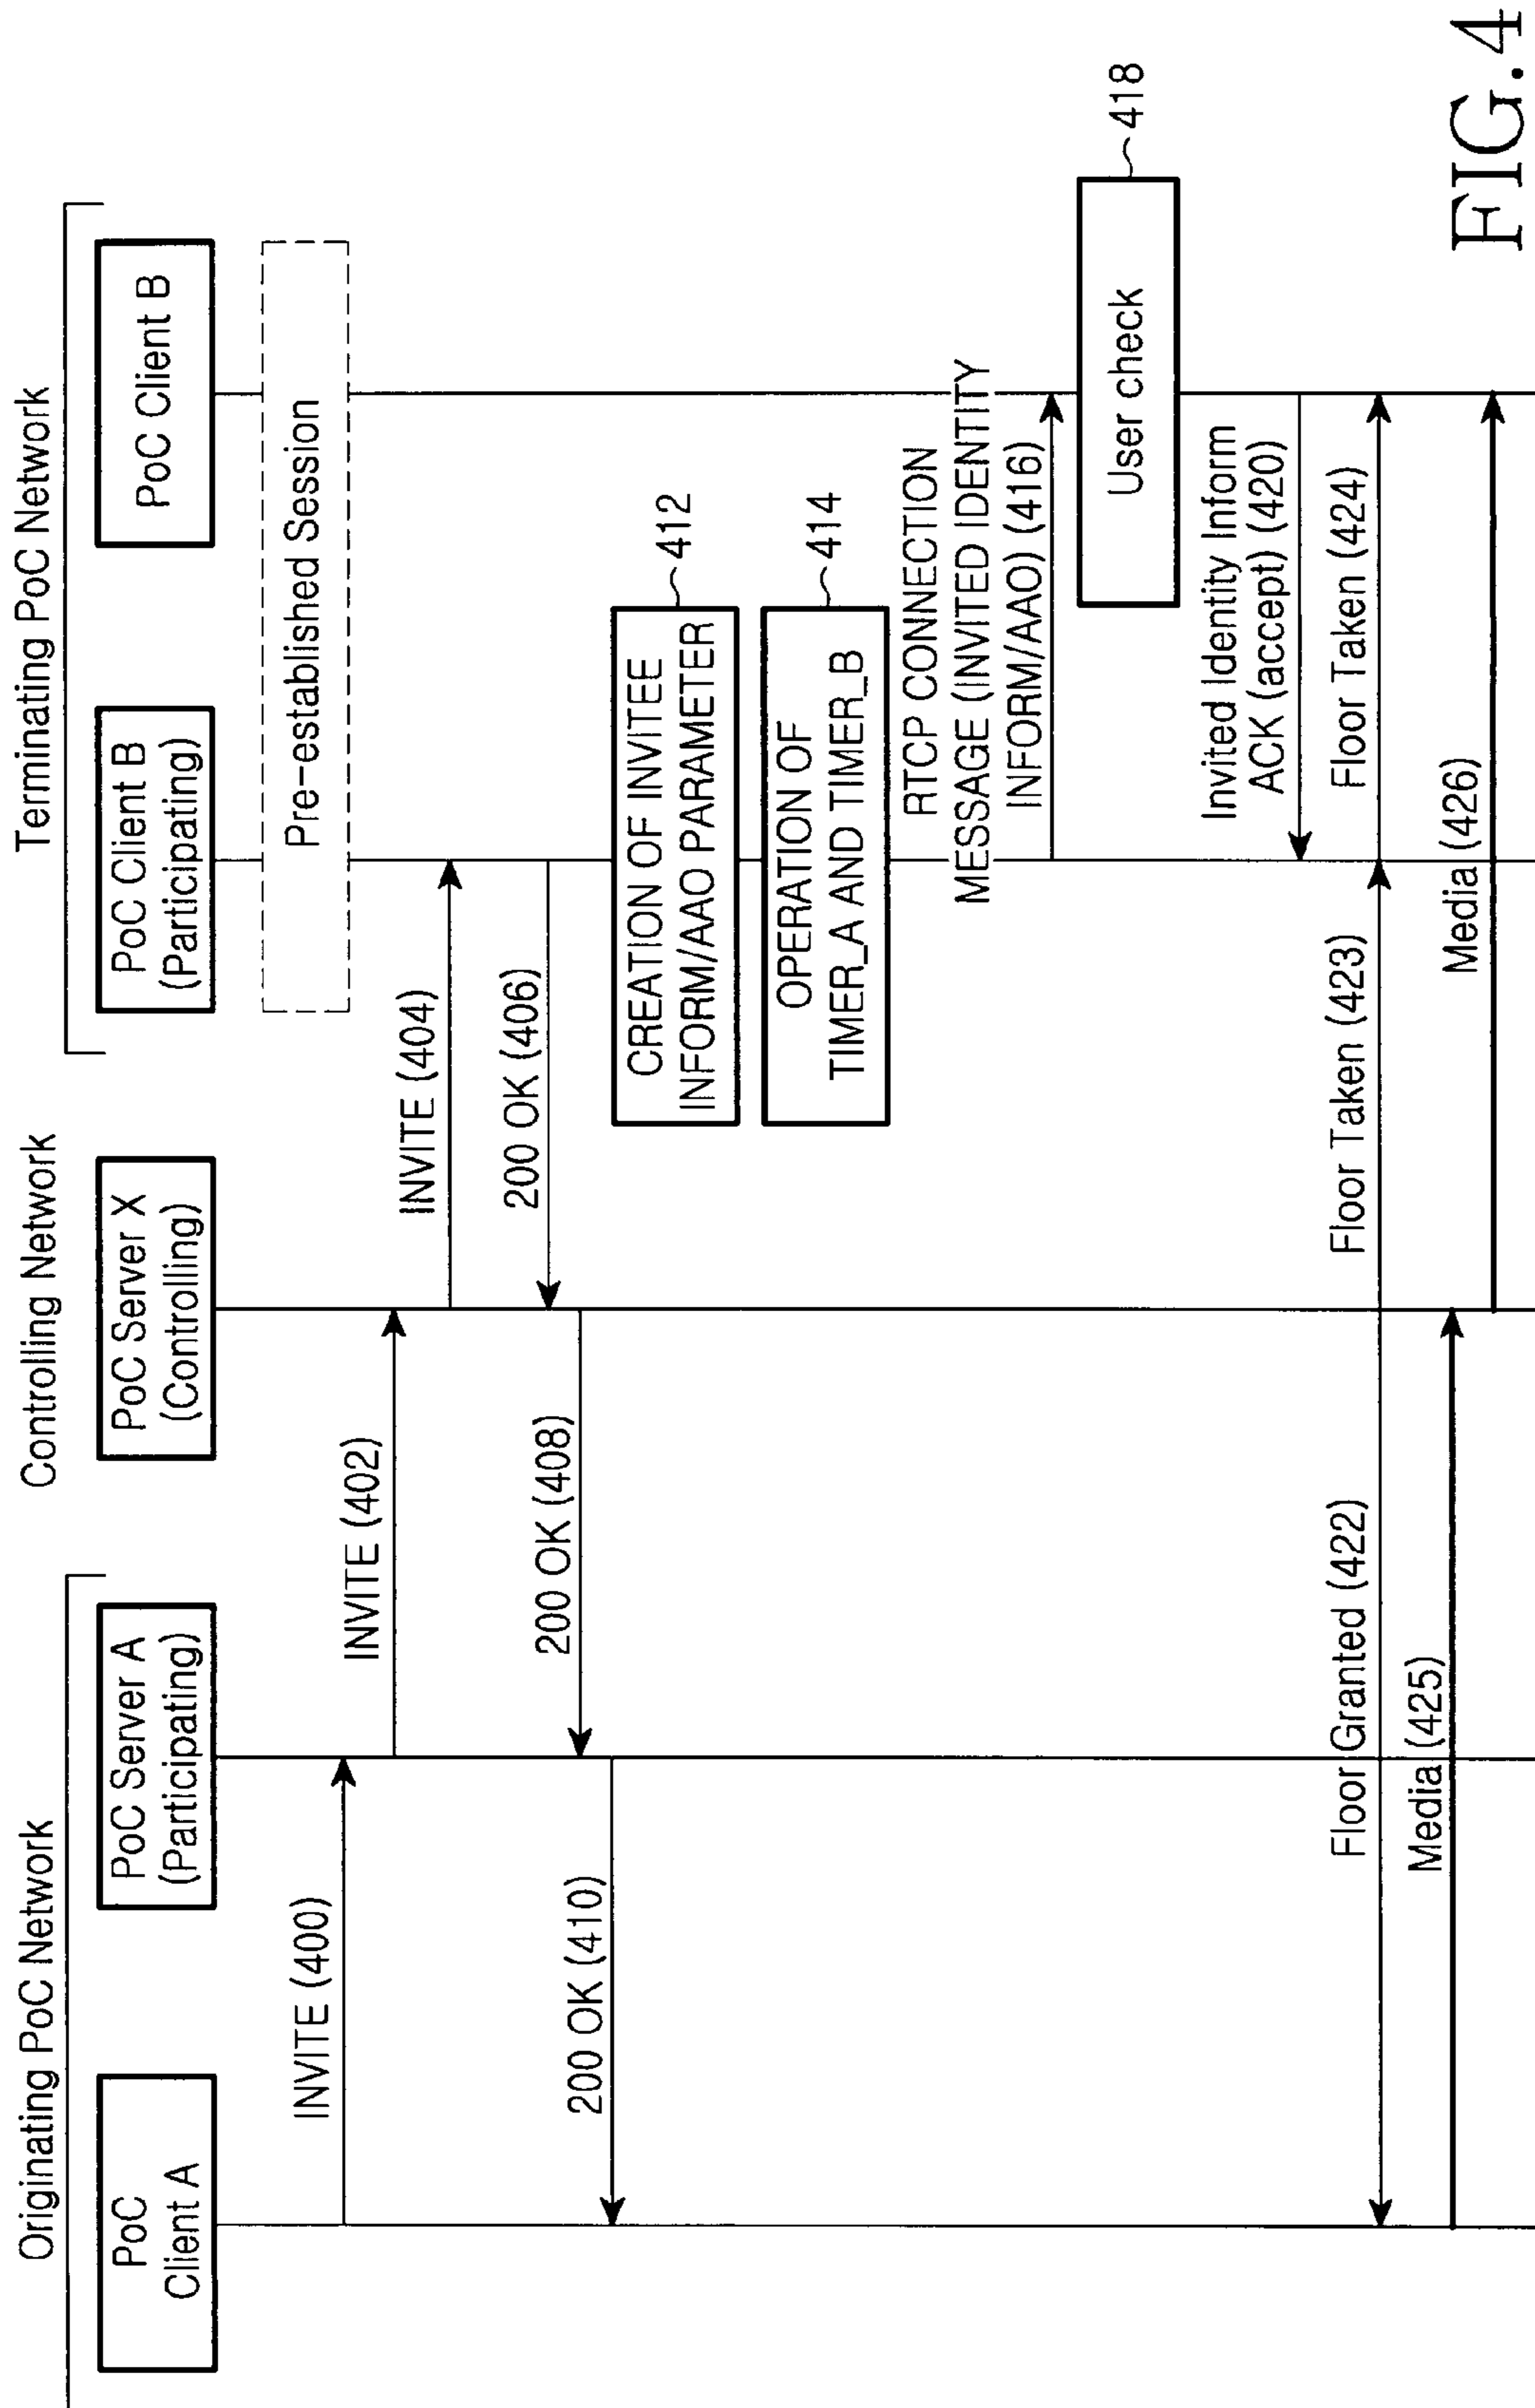 Originating PoC Network
Controlling Network
Terminating PoC Network
PoC
Client A
PoC Server A
(Participating)
PoC Server X
(Controlling)
PoC Client B
(Participating)
PoC Client B
Pre-established Session
INVITE (400)
INVITE (402)
INVITE (404)
200 OK (406)
200 OK (408)
200 OK (410)
CREATION OF INVITEE
INFORM/AAO PARAMETER
412
OPERATION OF
TIMER_A AND TIMER_B
414
RTCP CONNECTION
MESSAGE (INVITED IDENTITY
INFORM/AAO) (416)
User check
418
Invited Identity Inform
ACK (accept) (420)
Floor Granted (422)
Floor Taken (423)
Floor Taken (424)
Media (425)
Media (426)
FIG.4